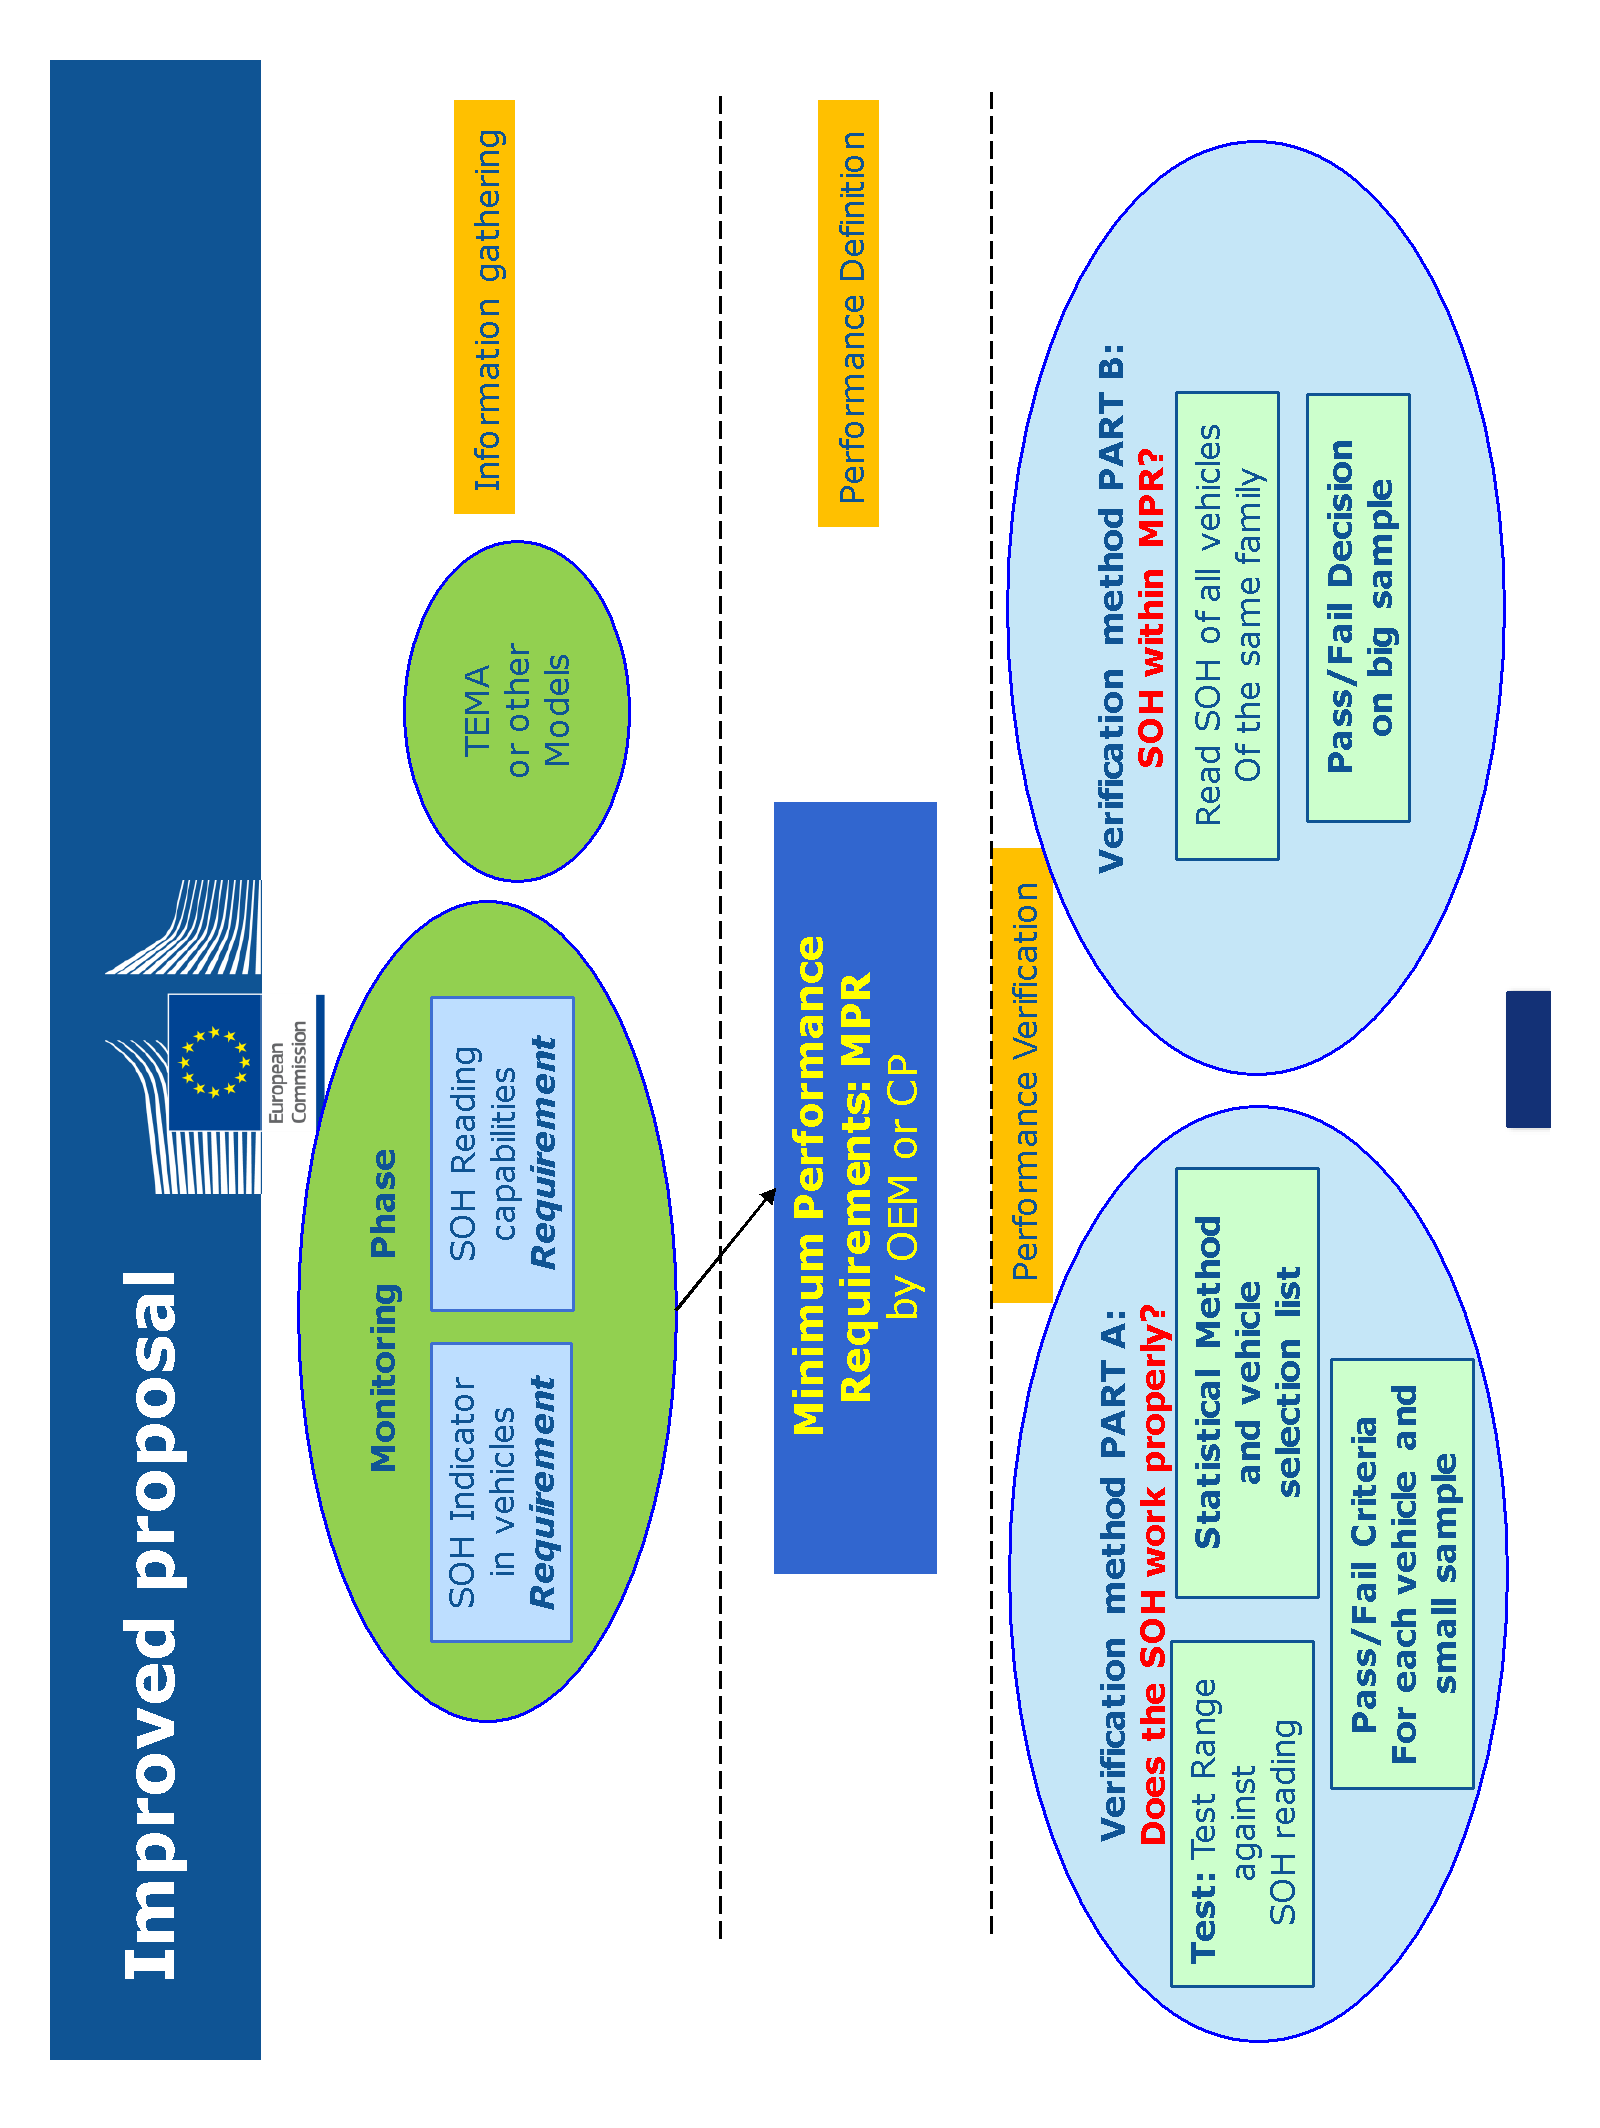 Improved proposal
European
Commission
Monitoring Phase
SOH Indicator
in vehicles
Requirement
SOH Reading
capabilities
Requirement
TEMA
or other
Models
Information gathering
Minimum Performance
Requirements: MPR
by OEM or CP
Performance Definition
Performance Verification
Verification method PART A:
Does the SOH work properly?
Test: Test Range
against
SOH reading
Statistical Method
and vehicle
selection list
Pass/Fail Criteria
For each vehicle and
small sample
Verification method PART B:
SOH within MPR?
Read SOH of all vehicles
Of the same family
Pass/Fail Decision
on big sample